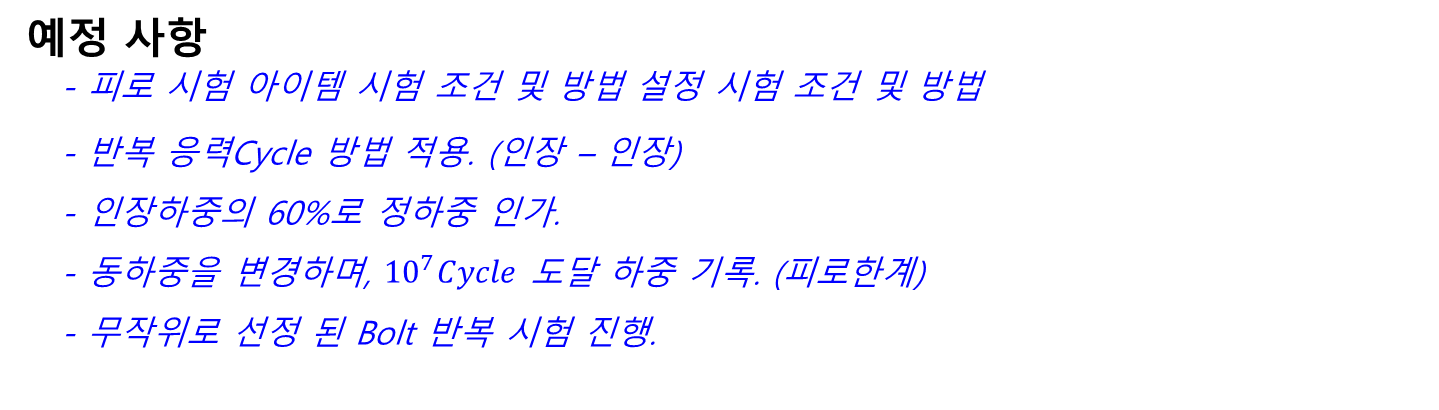 예정 사항
- 피로 시험 아이템 시험 조건 및 방법 설정 시험 조건 및 방법
- 반복 응력Cycle 방법 적용. (인장 – 인장)
- 인장하중의 60%로 정하중 인가.
- 동하중을 변경하며, 10⁷Cycle 도달 하중 기록. (피로한계)
- 무작위로 선정 된 Bolt 반복 시험 진행.